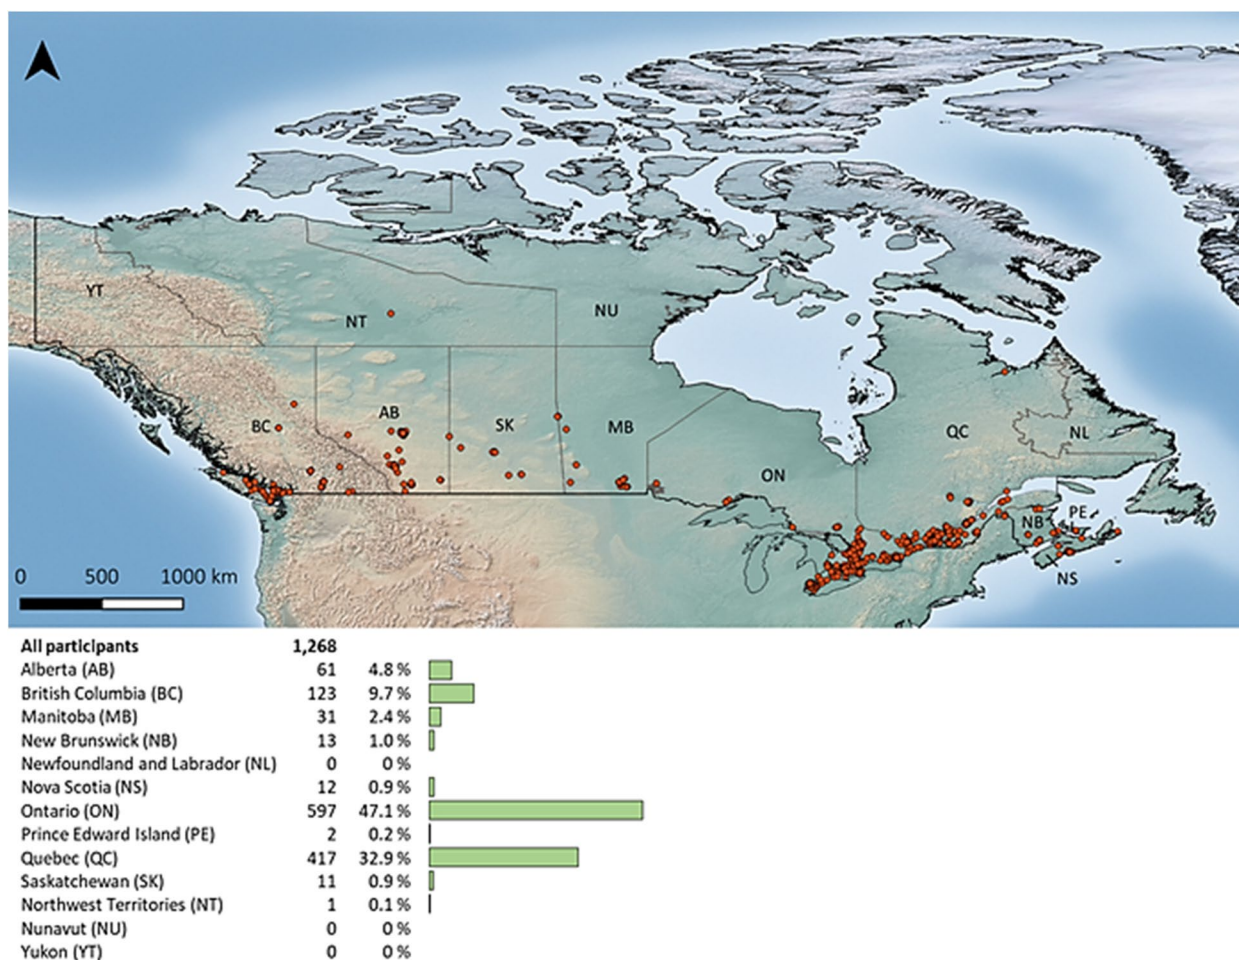 YT
NT
NU
BC
AB
SK
MB
ON
QC
NL
NB
PE
NS
0 500 1000 km
All participants 1,268
Alberta (AB) 61 4.8 %
British Columbia (BC) 123 9.7 %
Manitoba (MB) 31 2.4 %
New Brunswick (NB) 13 1.0 %
Newfoundland and Labrador (NL) 0 0 %
Nova Scotia (NS) 12 0.9 %
Ontario (ON) 597 47.1 %
Prince Edward Island (PE) 2 0.2 %
Quebec (QC) 417 32.9 %
Saskatchewan (SK) 11 0.9 %
Northwest Territories (NT) 1 0.1 %
Nunavut (NU) 0 0 %
Yukon (YT) 0 0 %